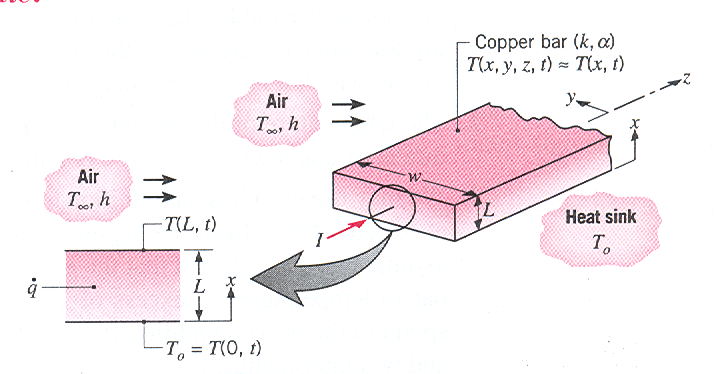 Copper bar (k, α)
T(x, y, z, t) ≈ T(x, t)
Air
T∞, h
y
z
x
w
L
I
Air
T∞, h
Heat sink
Tₒ
T(L, t)
q̇
L
x
Tₒ = T(0, t)